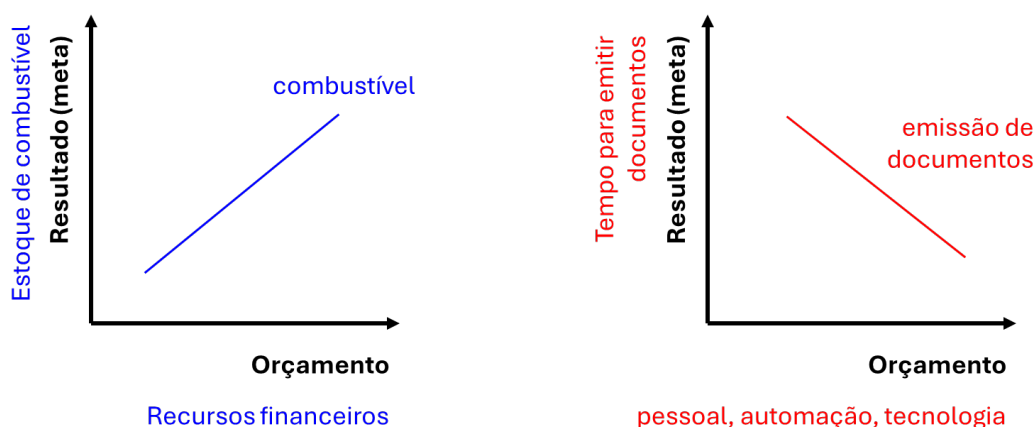 Estoque de combustível
Resultado (meta)
combustível
Orçamento
Recursos financeiros
Tempo para emitir
documentos
Resultado (meta)
emissão de
documentos
Orçamento
pessoal, automação, tecnologia